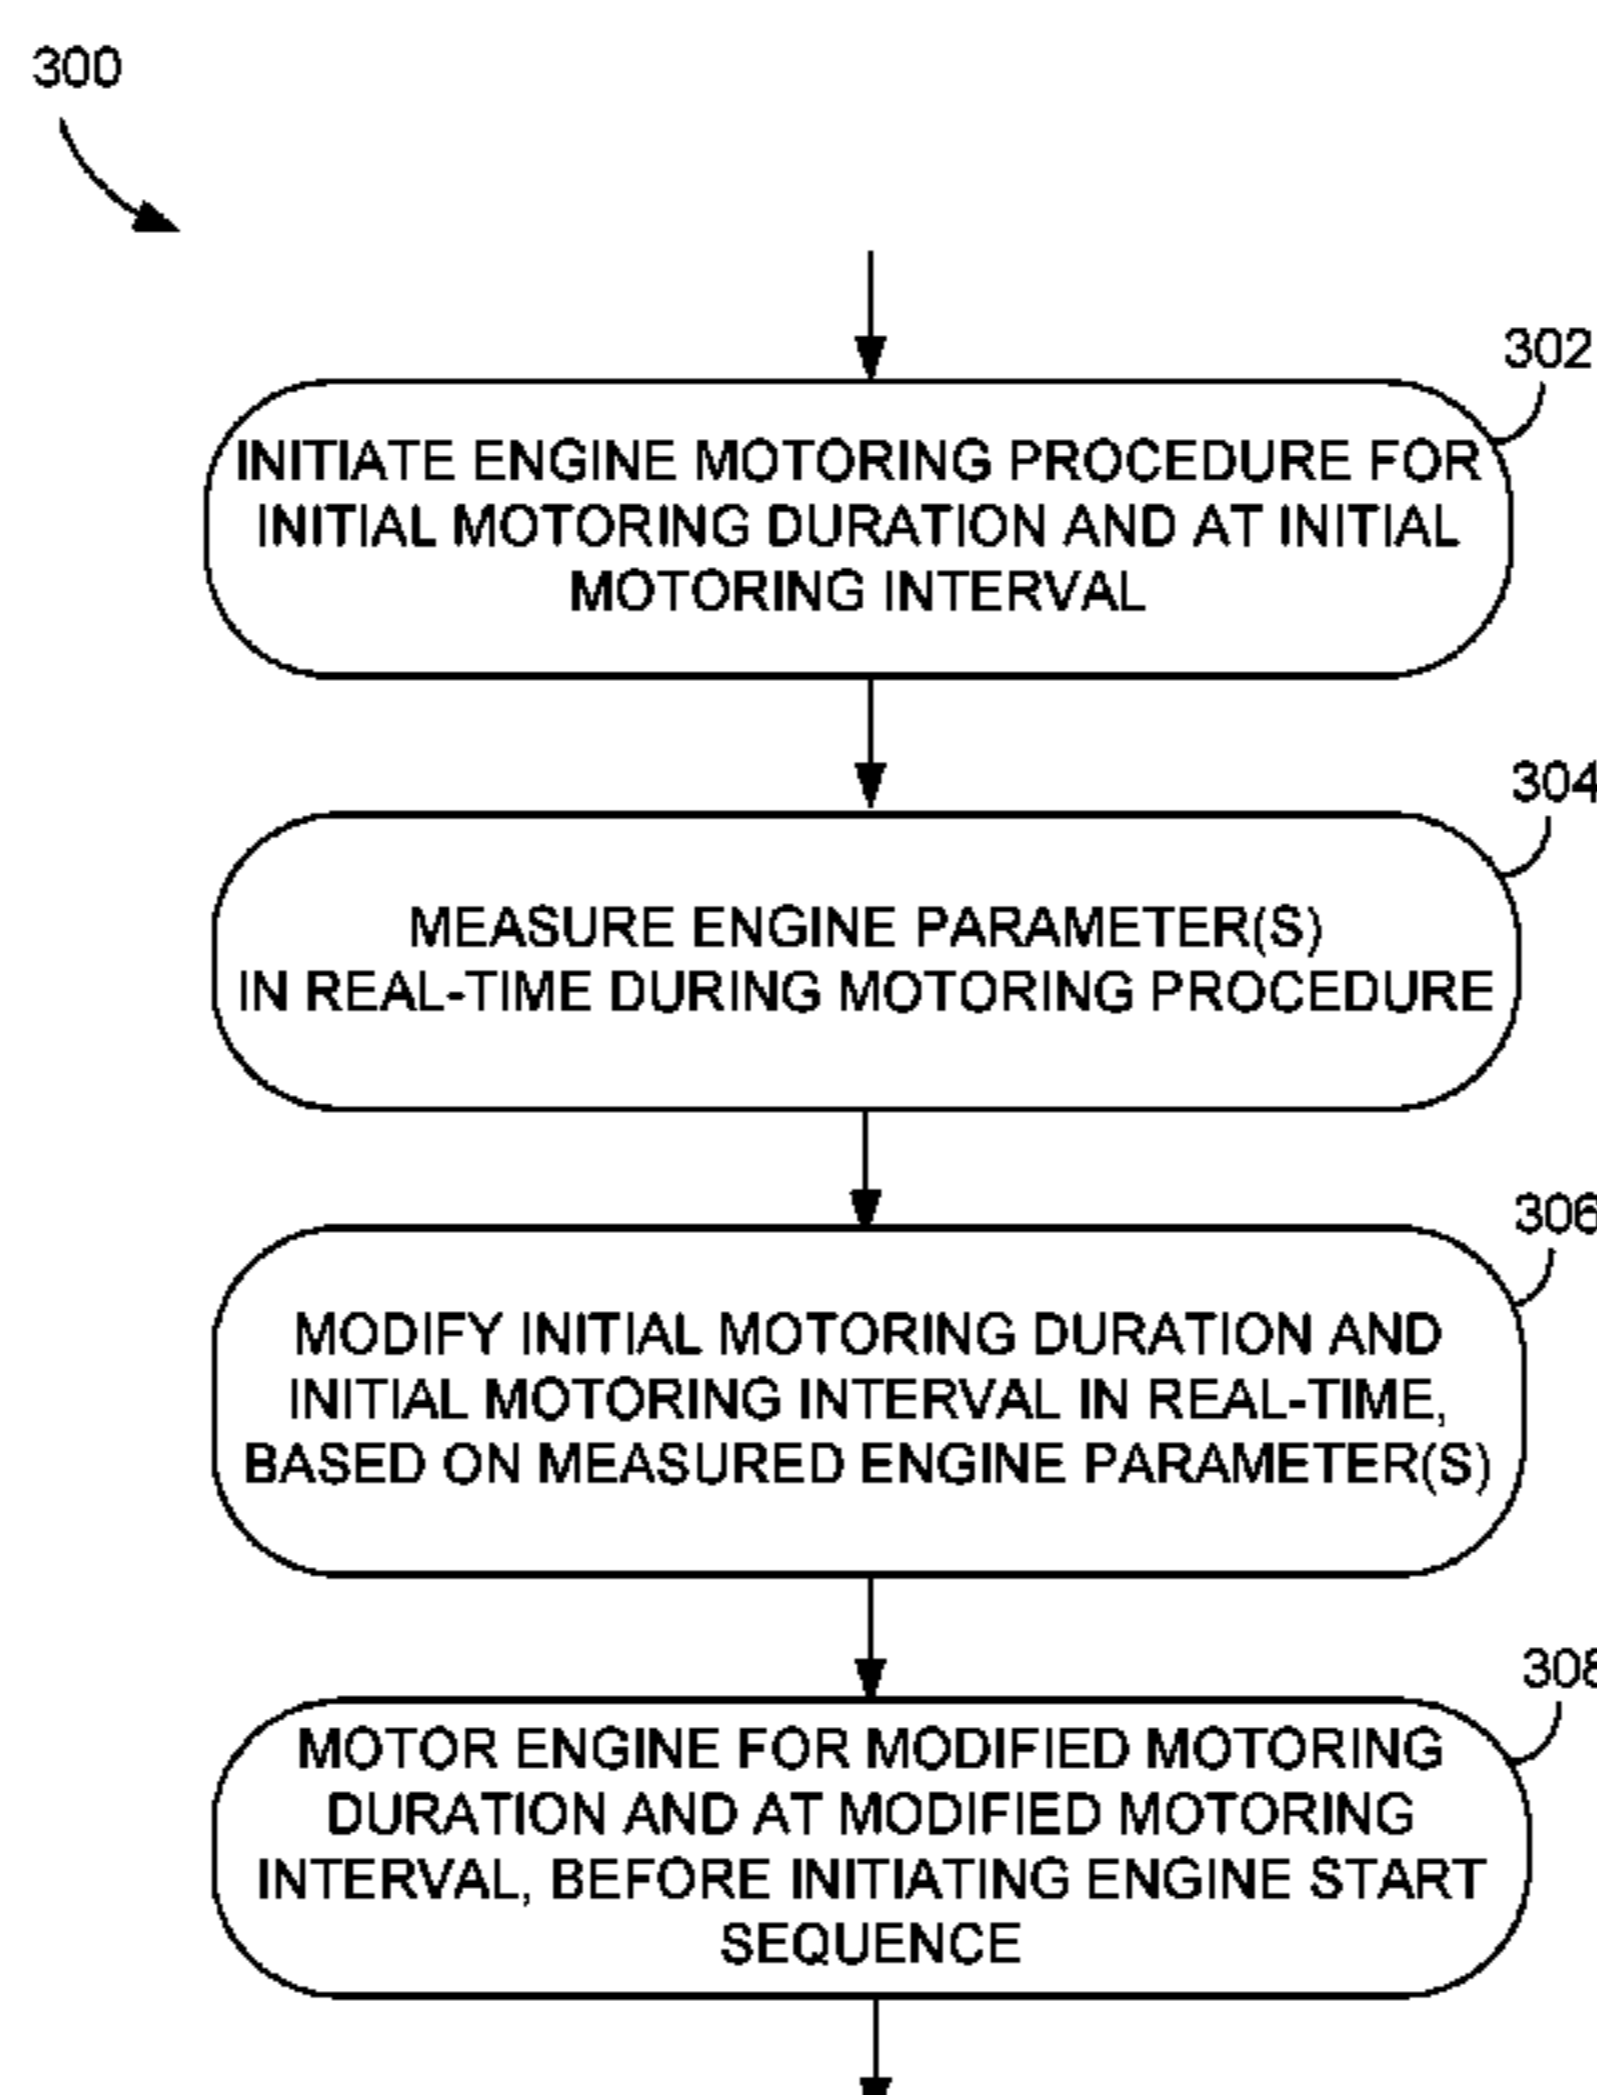 300
302
INITIATE ENGINE MOTORING PROCEDURE FOR
INITIAL MOTORING DURATION AND AT INITIAL
MOTORING INTERVAL
304
MEASURE ENGINE PARAMETER(S)
IN REAL-TIME DURING MOTORING PROCEDURE
306
MODIFY INITIAL MOTORING DURATION AND
INITIAL MOTORING INTERVAL IN REAL-TIME,
BASED ON MEASURED ENGINE PARAMETER(S)
308
MOTOR ENGINE FOR MODIFIED MOTORING
DURATION AND AT MODIFIED MOTORING
INTERVAL, BEFORE INITIATING ENGINE START
SEQUENCE